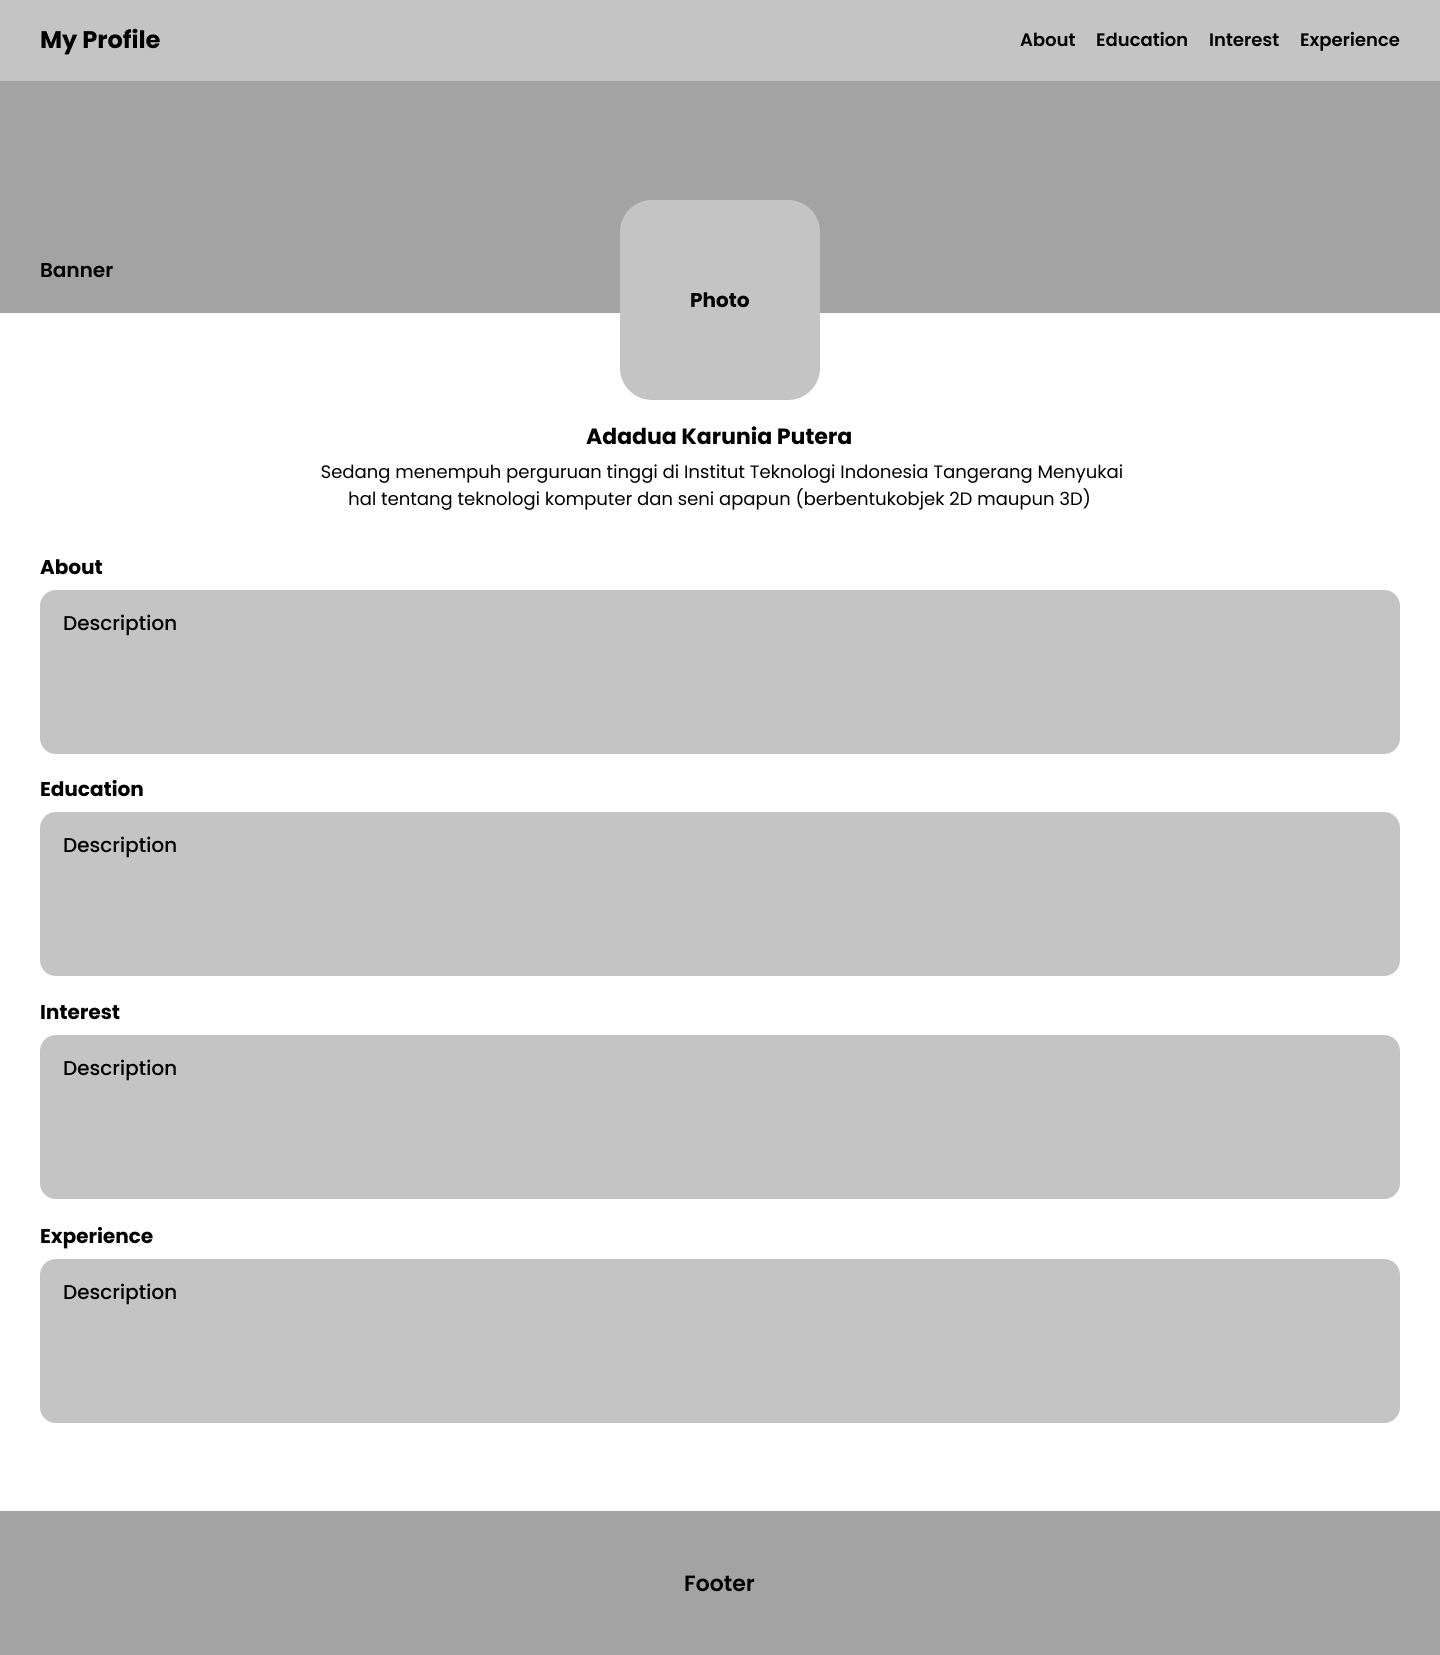 My Profile
About Education Interest Experience
Banner
Photo
Adadua Karunia Putera
Sedang menempuh perguruan tinggi di Institut Teknologi Indonesia Tangerang Menyukai
hal tentang teknologi komputer dan seni apapun (berbentukobjek 2D maupun 3D)
About
Description
Education
Description
Interest
Description
Experience
Description
Footer